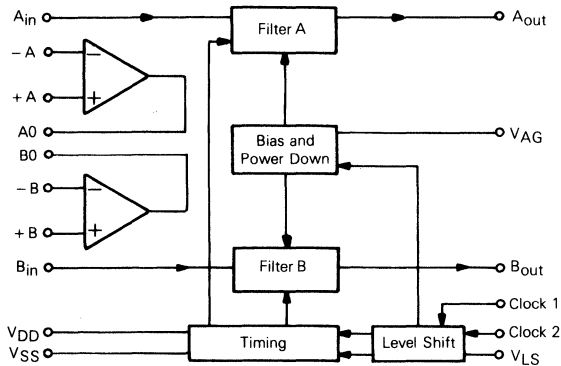 Ain
Filter A
Aout
− A
−
+ A
+
A0
Bias and
Power Down
VAG
B0
− B
−
+ B
+
Bin
Filter B
Bout
Clock 1
VDD
Timing
Level Shift
Clock 2
VSS
VLS